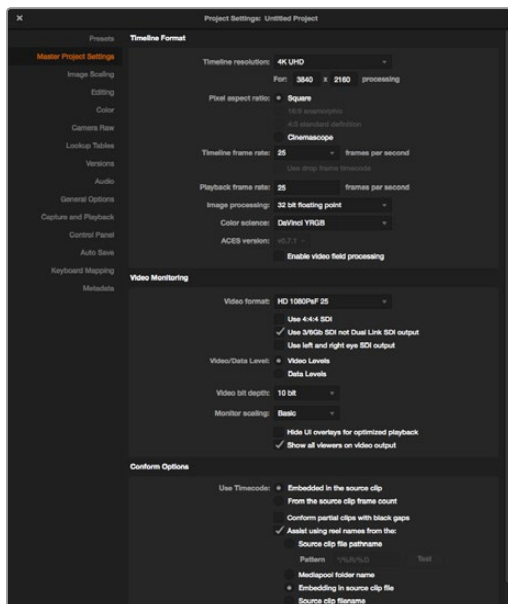 Project Settings: Untitled Project
Presets
Master Project Settings
Image Scaling
Editing
Color
Camera Raw
Lookup Tables
Versions
Audio
General Options
Capture and Playback
Control Panel
Auto Save
Keyboard Mapping
Metadata
Timeline Format
Timeline resolution: 4K UHD
For: 3840 x 2160 processing
Pixel aspect ratio: Square
16:9 anamorphic
4:3 standard definition
Cinemascope
Timeline frame rate: 25 frames per second
Use drop frame timecode
Playback frame rate: 25 frames per second
Image processing: 32 bit floating point
Color science: DaVinci YRGB
ACES version: v0.7.1
Enable video field processing
Video Monitoring
Video format: HD 1080PsF 25
Use 4:4:4 SDI
Use 3/6Gb SDI not Dual Link SDI output
Use left and right eye SDI output
Video/Data Level: Video Levels
Data Levels
Video bit depth: 10 bit
Monitor scaling: Basic
Hide UI overlays for optimized playback
Show all viewers on video output
Conform Options
Use Timecode: Embedded in the source clip
From the source clip frame count
Conform partial clips with black gaps
Assist using reel names from the:
Source clip file pathname
Pattern Test
Mediapool folder name
Embedding in source clip file
Source clip filename